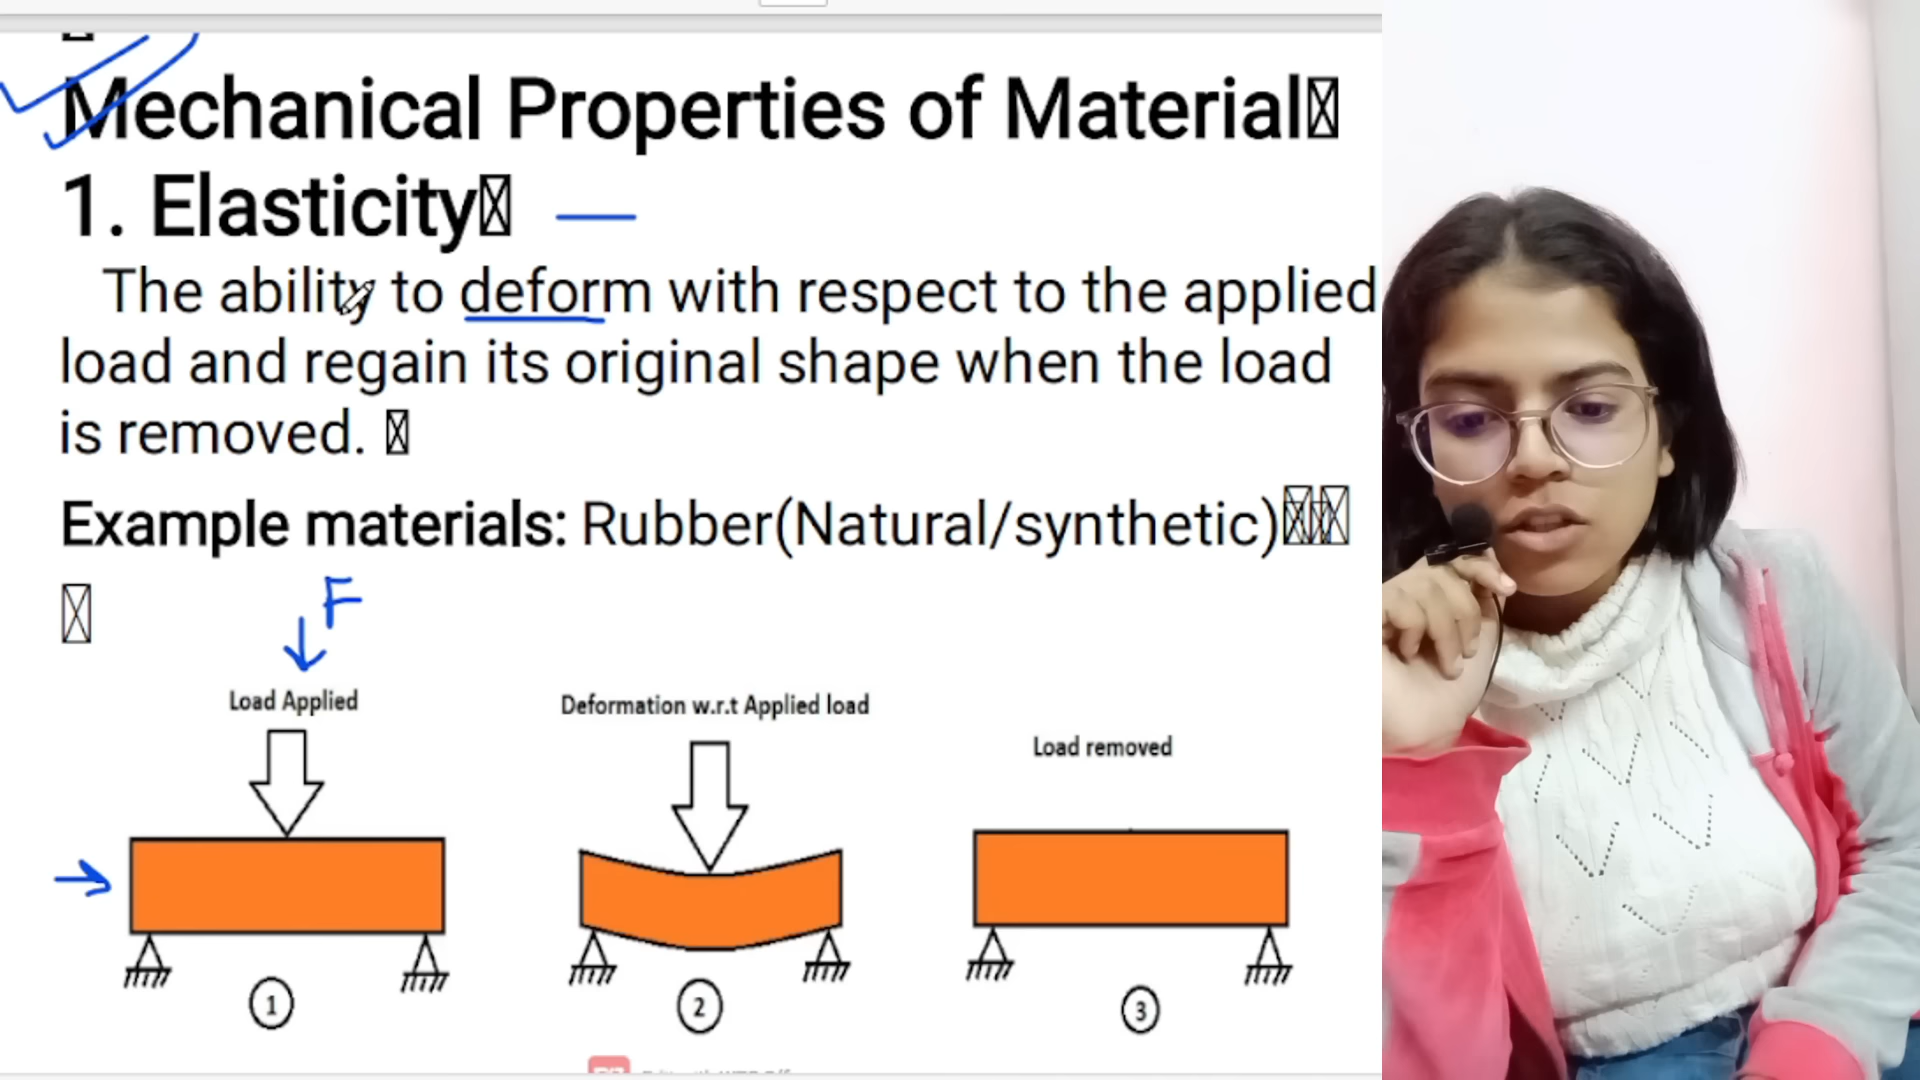 Mechanical Properties of Material
1. Elasticity
The ability to deform with respect to the applied
load and regain its original shape when the load
is removed.
Example materials: Rubber(Natural/synthetic)
F
Load Applied
Deformation w.r.t Applied load
Load removed
1
2
3